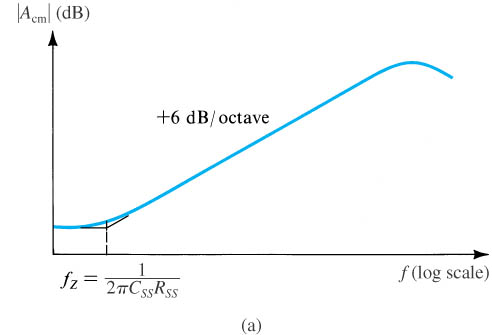 |A_cm| (dB)
+6 dB/octave
f_Z = 1 / 2πC_SS R_SS
f (log scale)
(a)